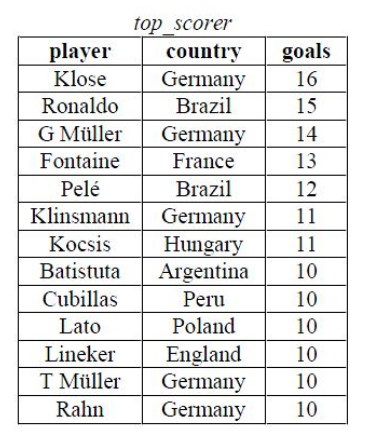 top_scorer
player country goals
Klose Germany 16
Ronaldo Brazil 15
G Müller Germany 14
Fontaine France 13
Pelé Brazil 12
Klinsmann Germany 11
Kocsis Hungary 11
Batistuta Argentina 10
Cubillas Peru 10
Lato Poland 10
Lineker England 10
T Müller Germany 10
Rahn Germany 10